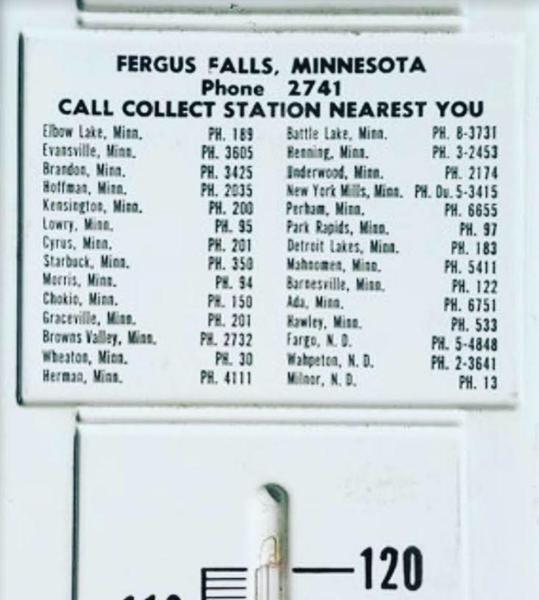 FERGUS FALLS, MINNESOTA
Phone 2741
CALL COLLECT STATION NEAREST YOU
Elbow Lake, Minn. PH. 189 Battle Lake, Minn. PH. 8-3731
Evansville, Minn. PH. 3605 Henning, Minn. PH. 3-2453
Brandon, Minn. PH. 3425 Underwood, Minn. PH. 2174
Hoffman, Minn. PH. 2035 New York Mills, Minn. PH. Du. 5-3415
Kensington, Minn. PH. 200 Perham, Minn. PH. 6655
Lowry, Minn. PH. 95 Park Rapids, Minn. PH. 97
Cyrus, Minn. PH. 201 Detroit Lakes, Minn. PH. 183
Starbuck, Minn. PH. 350 Mahnomen, Minn. PH. 5411
Morris, Minn. PH. 94 Barnesville, Minn. PH. 122
Chokio, Minn. PH. 150 Ada, Minn. PH. 6751
Graceville, Minn. PH. 201 Hawley, Minn. PH. 533
Browns Valley, Minn. PH. 2732 Fargo, N. D. PH. 5-4848
Wheaton, Minn. PH. 30 Wahpeton, N. D. PH. 2-3641
Herman, Minn. PH. 4111 Milnor, N. D. PH. 13
120
110